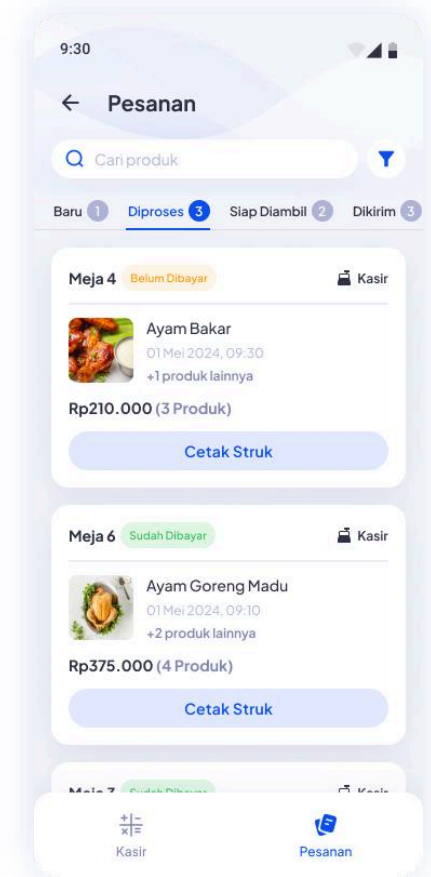 9:30
Pesanan
Cari produk
Baru 1 Diproses 3 Siap Diambil 2 Dikirim 3
Meja 4 Belum Dibayar Kasir
Ayam Bakar
01 Mei 2024, 09:30
+1 produk lainnya
Rp210.000 (3 Produk)
Cetak Struk
Meja 6 Sudah Dibayar Kasir
Ayam Goreng Madu
01 Mei 2024, 09:10
+2 produk lainnya
Rp375.000 (4 Produk)
Cetak Struk
Sudah Dibayar Kasir
Kasir Pesanan